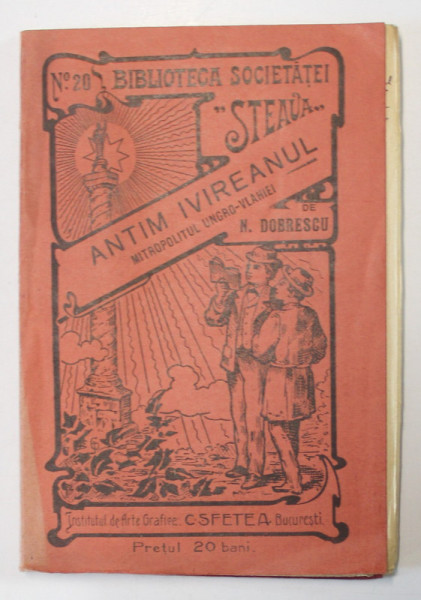 No. 20 BIBLIOTECA SOCIETĂȚEI
"STEAUA"
ANTIM IVIREANUL
MITROPOLITUL UNGRO-VLAHIEI
DE
N. DOBRESCU
Institutul de Arte Grafice: C. SFETEA. Bucuresti.
Prețul 20 bani.